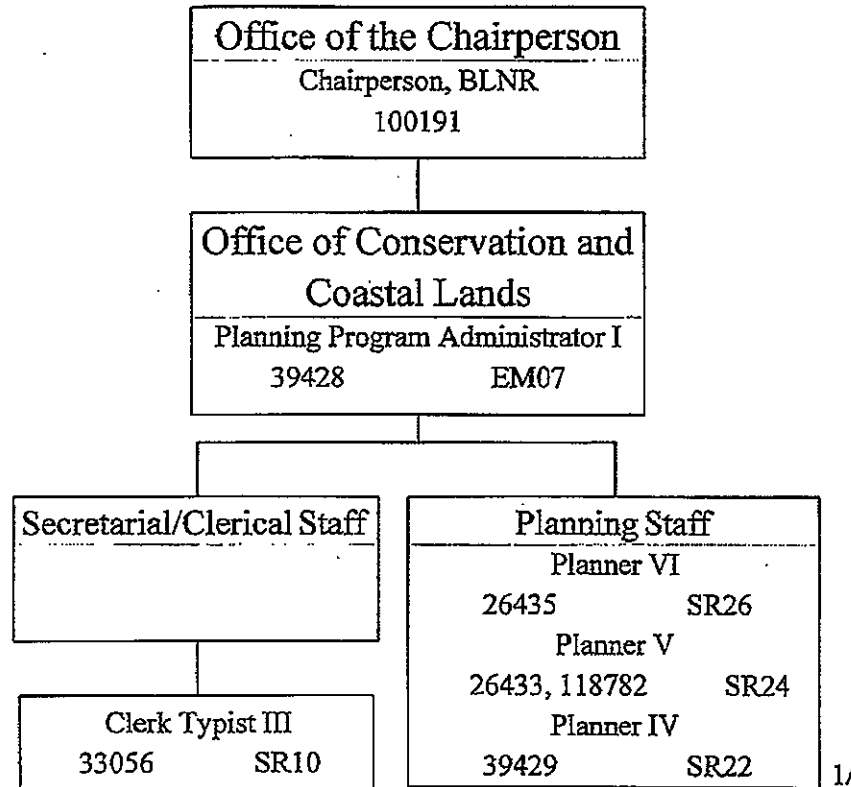 Office of the Chairperson
Chairperson, BLNR
100191
Office of Conservation and
Coastal Lands
Planning Program Administrator I
39428 EM07
Secretarial/Clerical Staff
Clerk Typist III
33056 SR10
Planning Staff
Planner VI
26435 SR26
Planner V
26433, 118782 SR24
Planner IV
39429 SR22
1/